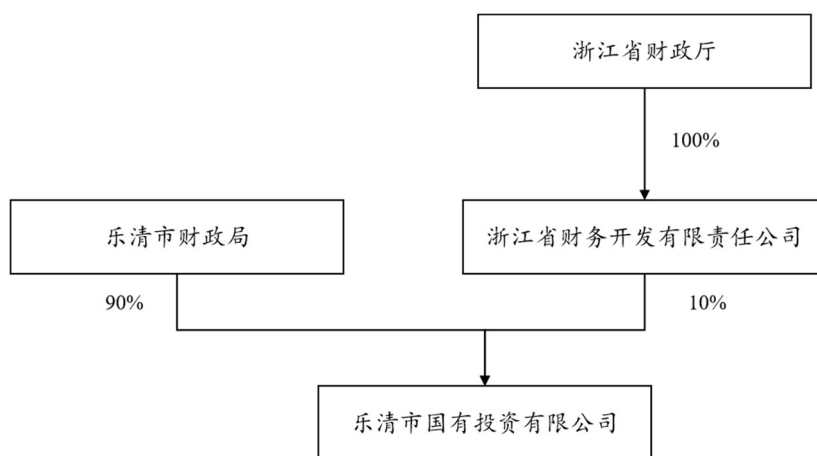 浙江省财政厅
100%
乐清市财政局
浙江省财务开发有限责任公司
90%
10%
乐清市国有投资有限公司